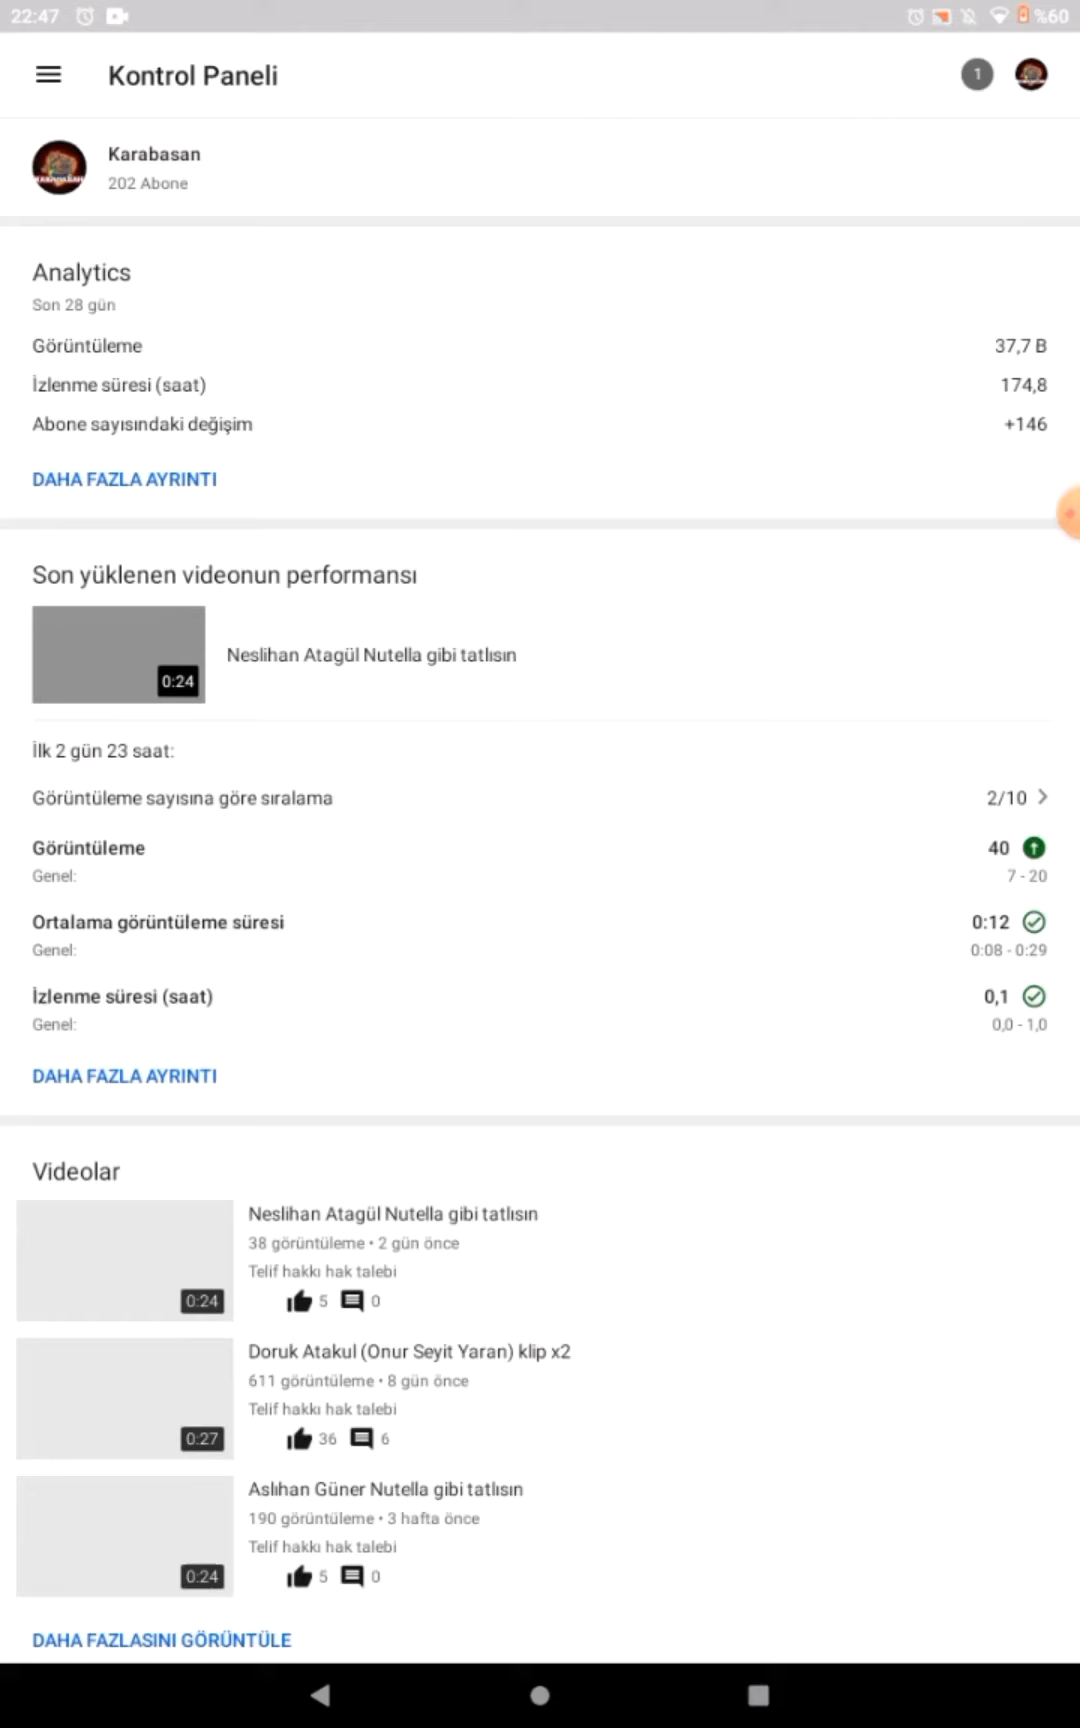 22:47
%60
Kontrol Paneli
1
Karabasan
202 Abone
Analytics
Son 28 gün
Görüntüleme 37,7 B
İzlenme süresi (saat) 174,8
Abone sayısındaki değişim +146
DAHA FAZLA AYRINTI
Son yüklenen videonun performansı
0:24
Neslihan Atagül Nutella gibi tatlısın
İlk 2 gün 23 saat:
Görüntüleme sayısına göre sıralama 2/10
Görüntüleme 40
Genel: 7 - 20
Ortalama görüntüleme süresi 0:12
Genel: 0:08 - 0:29
İzlenme süresi (saat) 0,1
Genel: 0,0 - 1,0
DAHA FAZLA AYRINTI
Videolar
Neslihan Atagül Nutella gibi tatlısın
38 görüntüleme • 2 gün önce
Telif hakkı hak talebi
0:24
5 0
Doruk Atakul (Onur Seyit Yaran) klip x2
611 görüntüleme • 8 gün önce
Telif hakkı hak talebi
0:27
36 6
Aslıhan Güner Nutella gibi tatlısın
190 görüntüleme • 3 hafta önce
Telif hakkı hak talebi
0:24
5 0
DAHA FAZLASINI GÖRÜNTÜLE